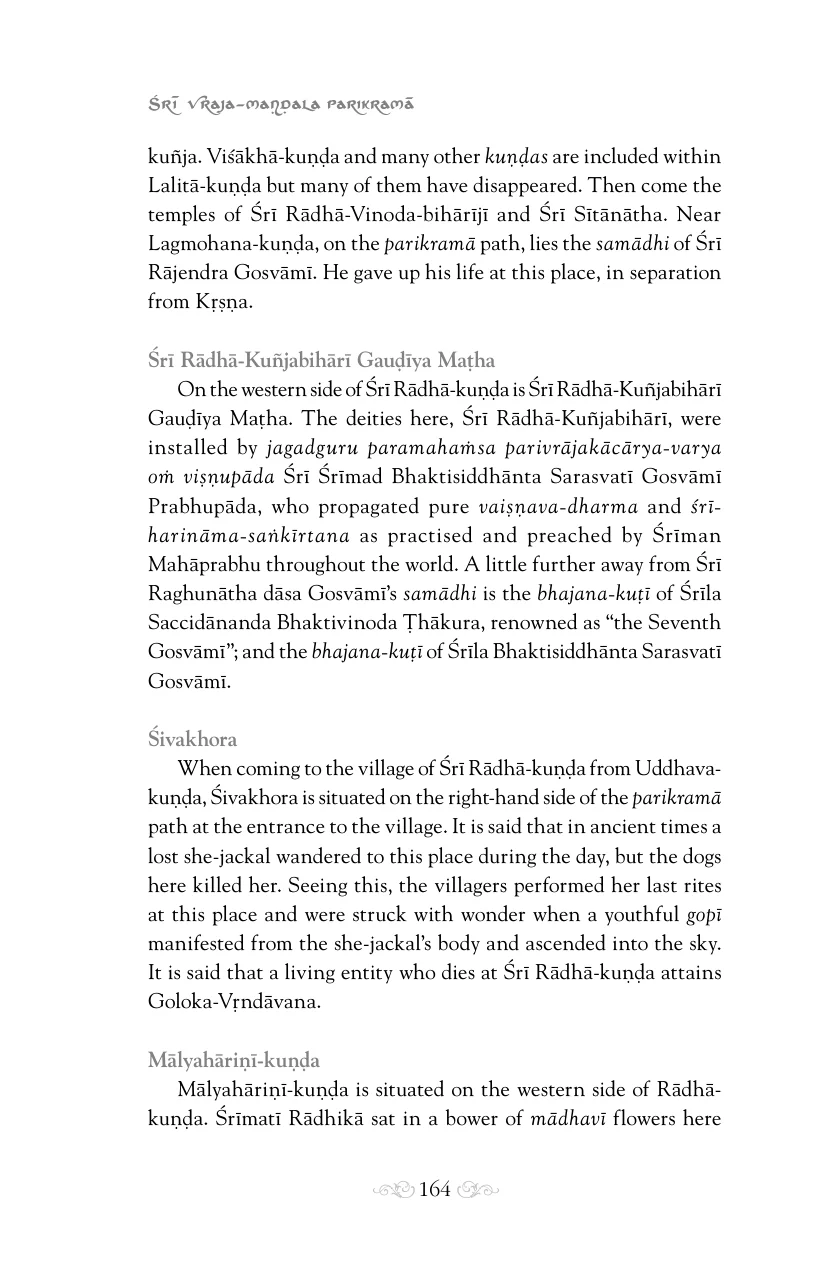 Śrī Vraja-maṇḍala Parikramā
kuñja. Viśākhā-kuṇḍa and many other kuṇḍas are included within
Lalitā-kuṇḍa but many of them have disappeared. Then come the
temples of Śrī Rādhā-Vinoda-bihārījī and Śrī Sītānātha. Near
Lagmohana-kuṇḍa, on the parikramā path, lies the samādhi of Śrī
Rājendra Gosvāmī. He gave up his life at this place, in separation
from Kṛṣṇa.
Śrī Rādhā-Kuñjabihārī Gauḍīya Maṭha
On the western side of Śrī Rādhā-kuṇḍa is Śrī Rādhā-Kuñjabihārī
Gauḍīya Maṭha. The deities here, Śrī Rādhā-Kuñjabihārī, were
installed by jagadguru paramahaṁsa parivrājakācārya-varya
oṁ viṣṇupāda Śrī Śrīmad Bhaktisiddhānta Sarasvatī Gosvāmī
Prabhupāda, who propagated pure vaiṣṇava-dharma and śrī-
harināma-saṅkīrtana as practised and preached by Śrīman
Mahāprabhu throughout the world. A little further away from Śrī
Raghunātha dāsa Gosvāmī’s samādhi is the bhajana-kuṭī of Śrīla
Saccidānanda Bhaktivinoda Ṭhākura, renowned as “the Seventh
Gosvāmī”; and the bhajana-kuṭī of Śrīla Bhaktisiddhānta Sarasvatī
Gosvāmī.
Śivakhora
When coming to the village of Śrī Rādhā-kuṇḍa from Uddhava-
kuṇḍa, Śivakhora is situated on the right-hand side of the parikramā
path at the entrance to the village. It is said that in ancient times a
lost she-jackal wandered to this place during the day, but the dogs
here killed her. Seeing this, the villagers performed her last rites
at this place and were struck with wonder when a youthful gopī
manifested from the she-jackal’s body and ascended into the sky.
It is said that a living entity who dies at Śrī Rādhā-kuṇḍa attains
Goloka-Vṛndāvana.
Mālyahāriṇī-kuṇḍa
Mālyahāriṇī-kuṇḍa is situated on the western side of Rādhā-
kuṇḍa. Śrīmatī Rādhikā sat in a bower of mādhavī flowers here
164